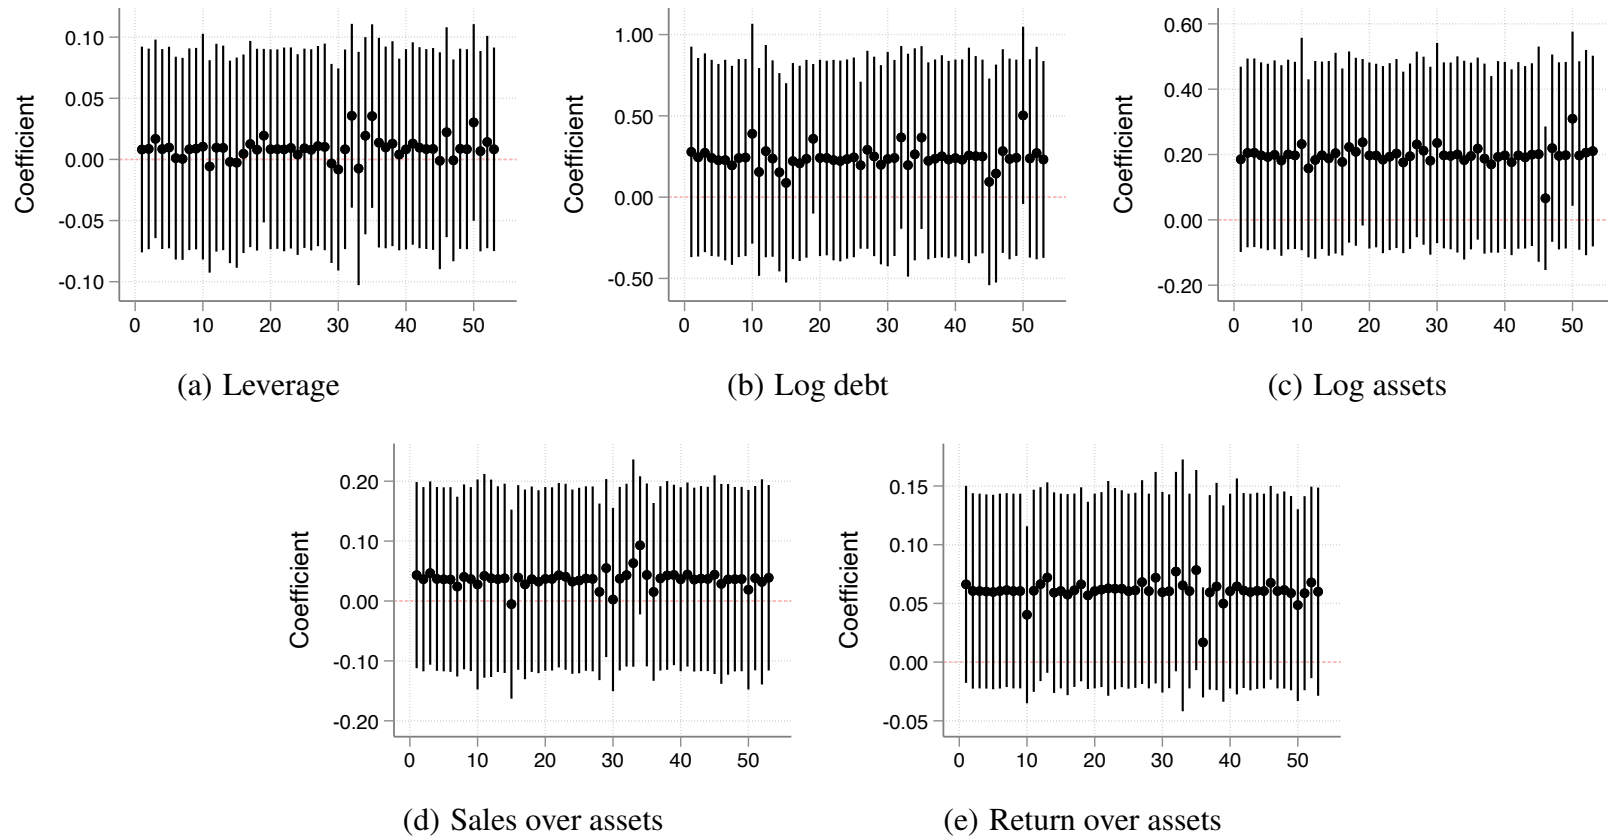 Coefficient
0.10
0.05
0.00
-0.05
-0.10
0 10 20 30 40 50
(a) Leverage
Coefficient
1.00
0.50
0.00
-0.50
0 10 20 30 40 50
(b) Log debt
Coefficient
0.60
0.40
0.20
0.00
-0.20
0 10 20 30 40 50
(c) Log assets
Coefficient
0.20
0.10
0.00
-0.10
-0.20
0 10 20 30 40 50
(d) Sales over assets
Coefficient
0.15
0.10
0.05
0.00
-0.05
0 10 20 30 40 50
(e) Return over assets